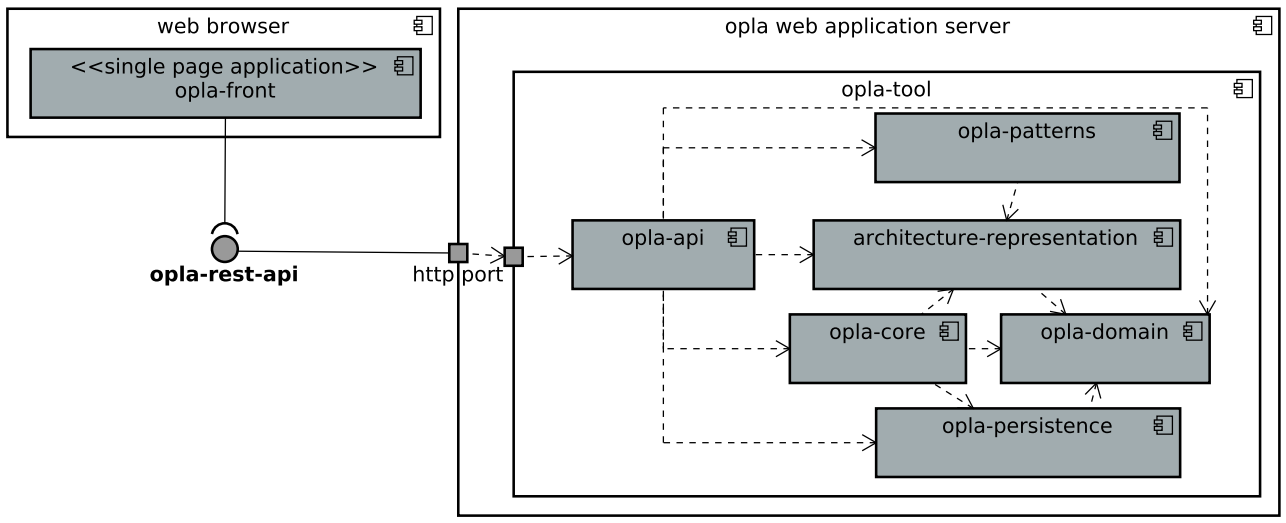 web browser
<<single page application>>
opla-front
opla-rest-api
opla web application server
http port
opla-tool
opla-patterns
opla-api
architecture-representation
opla-core
opla-domain
opla-persistence